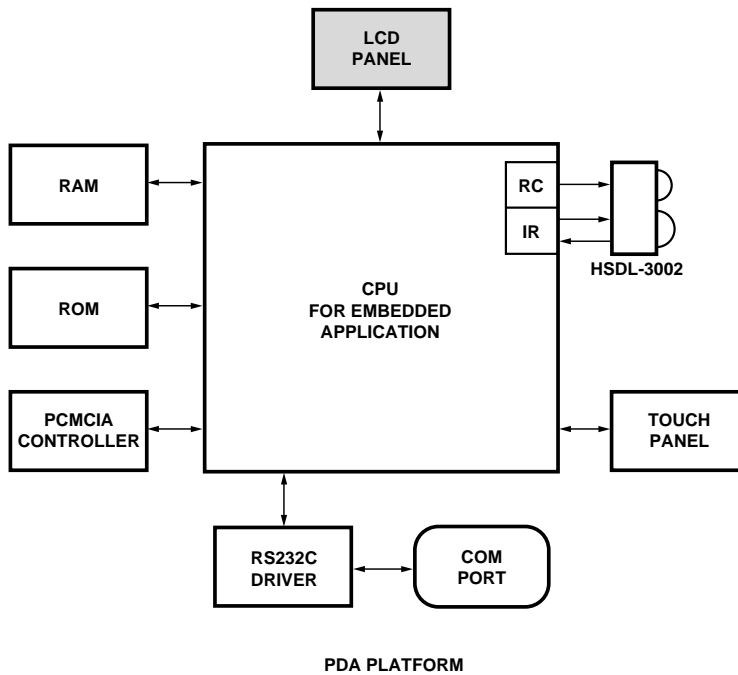 LCD
PANEL
RAM
RC
IR
HSDL-3002
ROM
CPU
FOR EMBEDDED
APPLICATION
PCMCIA
CONTROLLER
TOUCH
PANEL
RS232C
DRIVER
COM
PORT
PDA PLATFORM